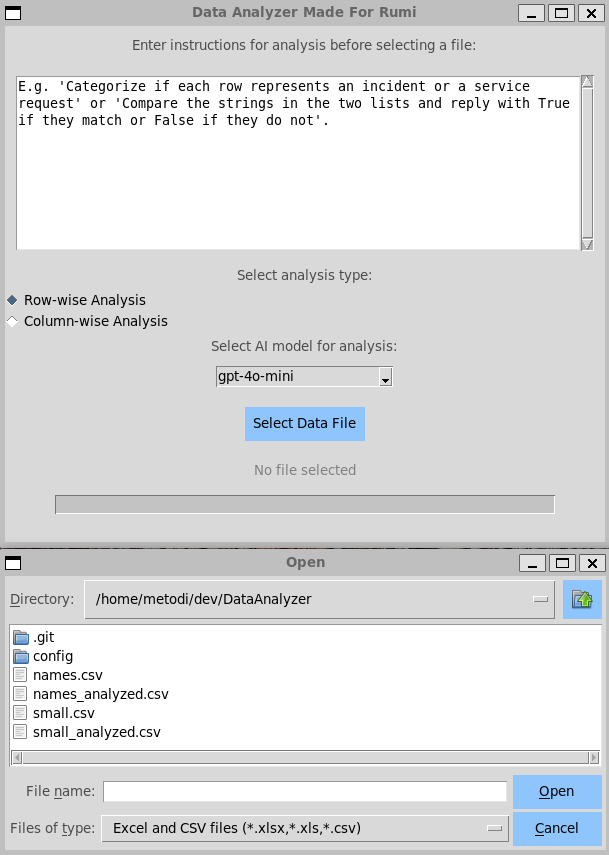 Data Analyzer Made For Rumi
Enter instructions for analysis before selecting a file:
E.g. 'Categorize if each row represents an incident or a service
request' or 'Compare the strings in the two lists and reply with True
if they match or False if they do not'.
Select analysis type:
Row-wise Analysis
Column-wise Analysis
Select AI model for analysis:
gpt-4o-mini
Select Data File
No file selected
Open
Directory: /home/metodi/dev/DataAnalyzer
.git
config
names.csv
names_analyzed.csv
small.csv
small_analyzed.csv
File name: Open
Files of type: Excel and CSV files (*.xlsx,*.xls,*.csv) Cancel